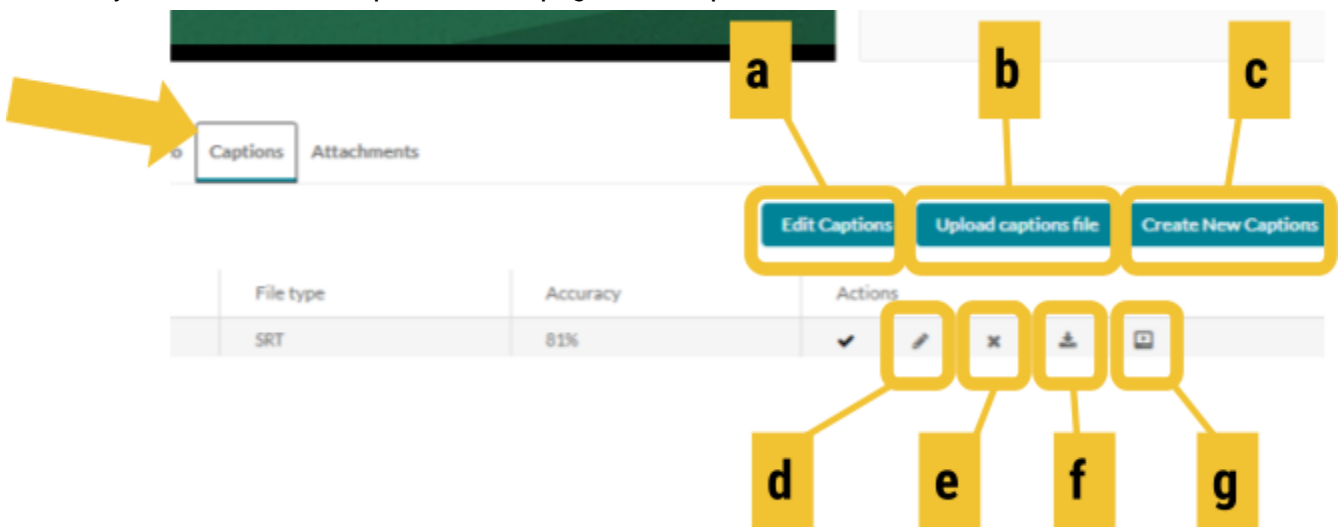 a b c
Captions Attachments
Edit Captions Upload captions file Create New Captions
File type Accuracy Actions
SRT 81%
d e f g